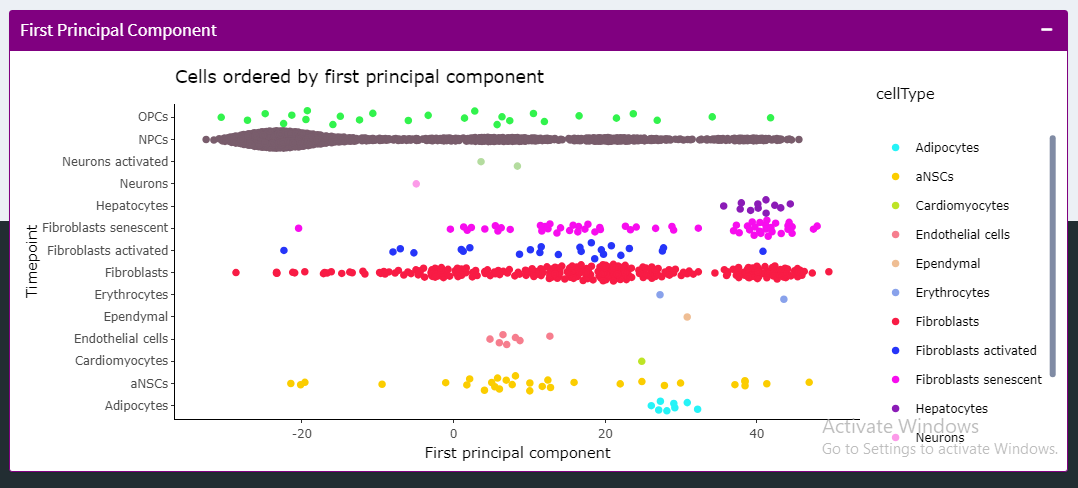 First Principal Component
Cells ordered by first principal component
cellType
OPCs
NPCs
Neurons activated
Neurons
Hepatocytes
Fibroblasts senescent
Fibroblasts activated
Fibroblasts
Erythrocytes
Ependymal
Endothelial cells
Cardiomyocytes
aNSCs
Adipocytes
Timepoint
-20 0 20 40
First principal component
Adipocytes
aNSCs
Cardiomyocytes
Endothelial cells
Ependymal
Erythrocytes
Fibroblasts
Fibroblasts activated
Fibroblasts senescent
Hepatocytes
Neurons
Activate Windows
Go to Settings to activate Windows.